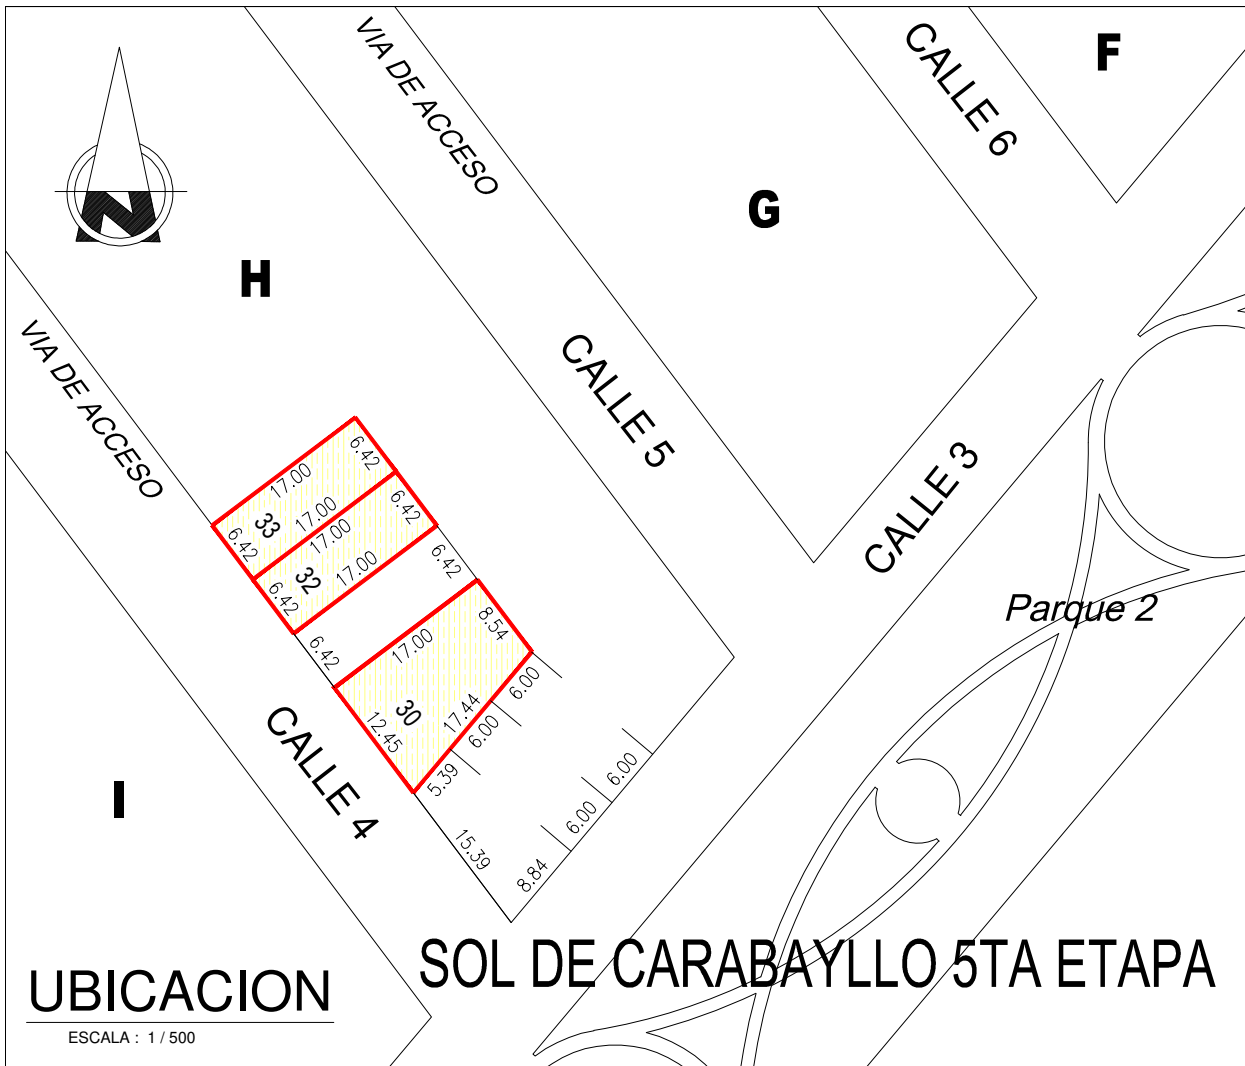 VIA DE ACCESO
CALLE 6
F
N
G
H
VIA DE ACCESO
CALLE 5
CALLE 3
6.42
17.00
6.42
33
17.00
6.42
17.00
6.42
32
17.00
6.42
6.42
Parque 2
8.54
6.42
17.00
30
17.44
6.00
12.45
6.00
5.39
CALLE 4
I
6.00
6.00
15.39
8.84
SOL DE CARABAYLLO 5TA ETAPA
UBICACION
ESCALA : 1 / 500